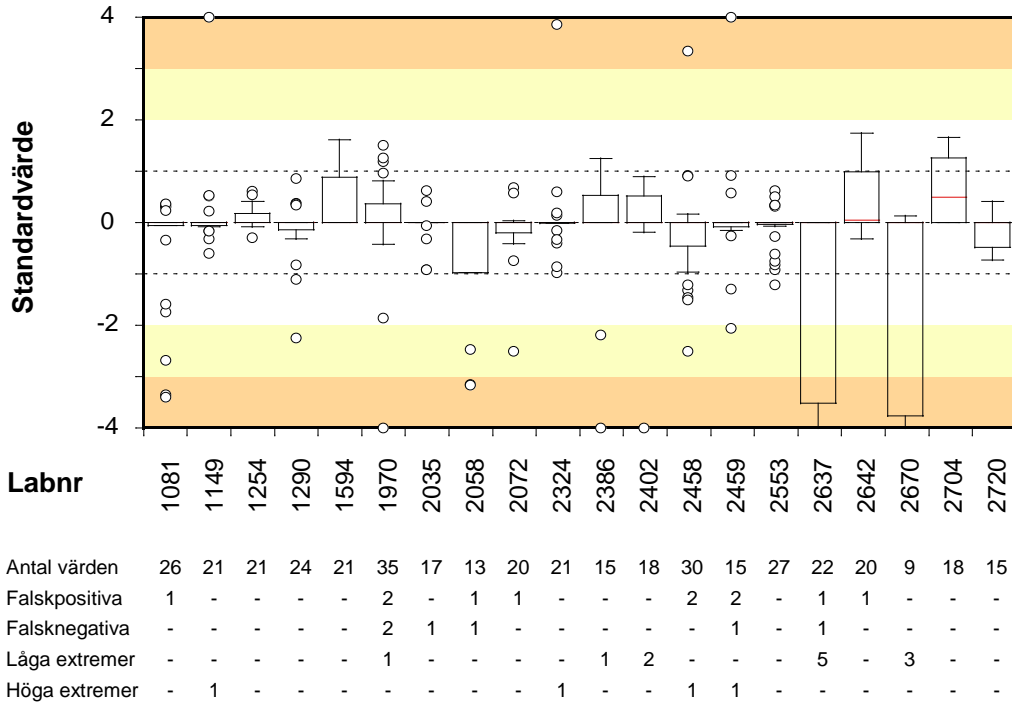 4
2
0
-2
-4
Standardvärde
Labnr 1081 1149 1254 1290 1594 1970 2035 2058 2072 2324 2386 2402 2458 2459 2553 2637 2642 2670 2704 2720
Antal värden 26 21 21 24 21 35 17 13 20 21 15 18 30 15 27 22 20 9 18 15
Falskpositiva 1 - - - - 2 - 1 1 - - - 2 2 - 1 1 - - -
Falsknegativa - - - - - 2 1 1 - - - - - 1 - 1 - - - -
Låga extremer - - - - - 1 - - - - 1 2 - - - 5 - 3 - -
Höga extremer - 1 - - - - - - - 1 - - 1 1 - - - - - -